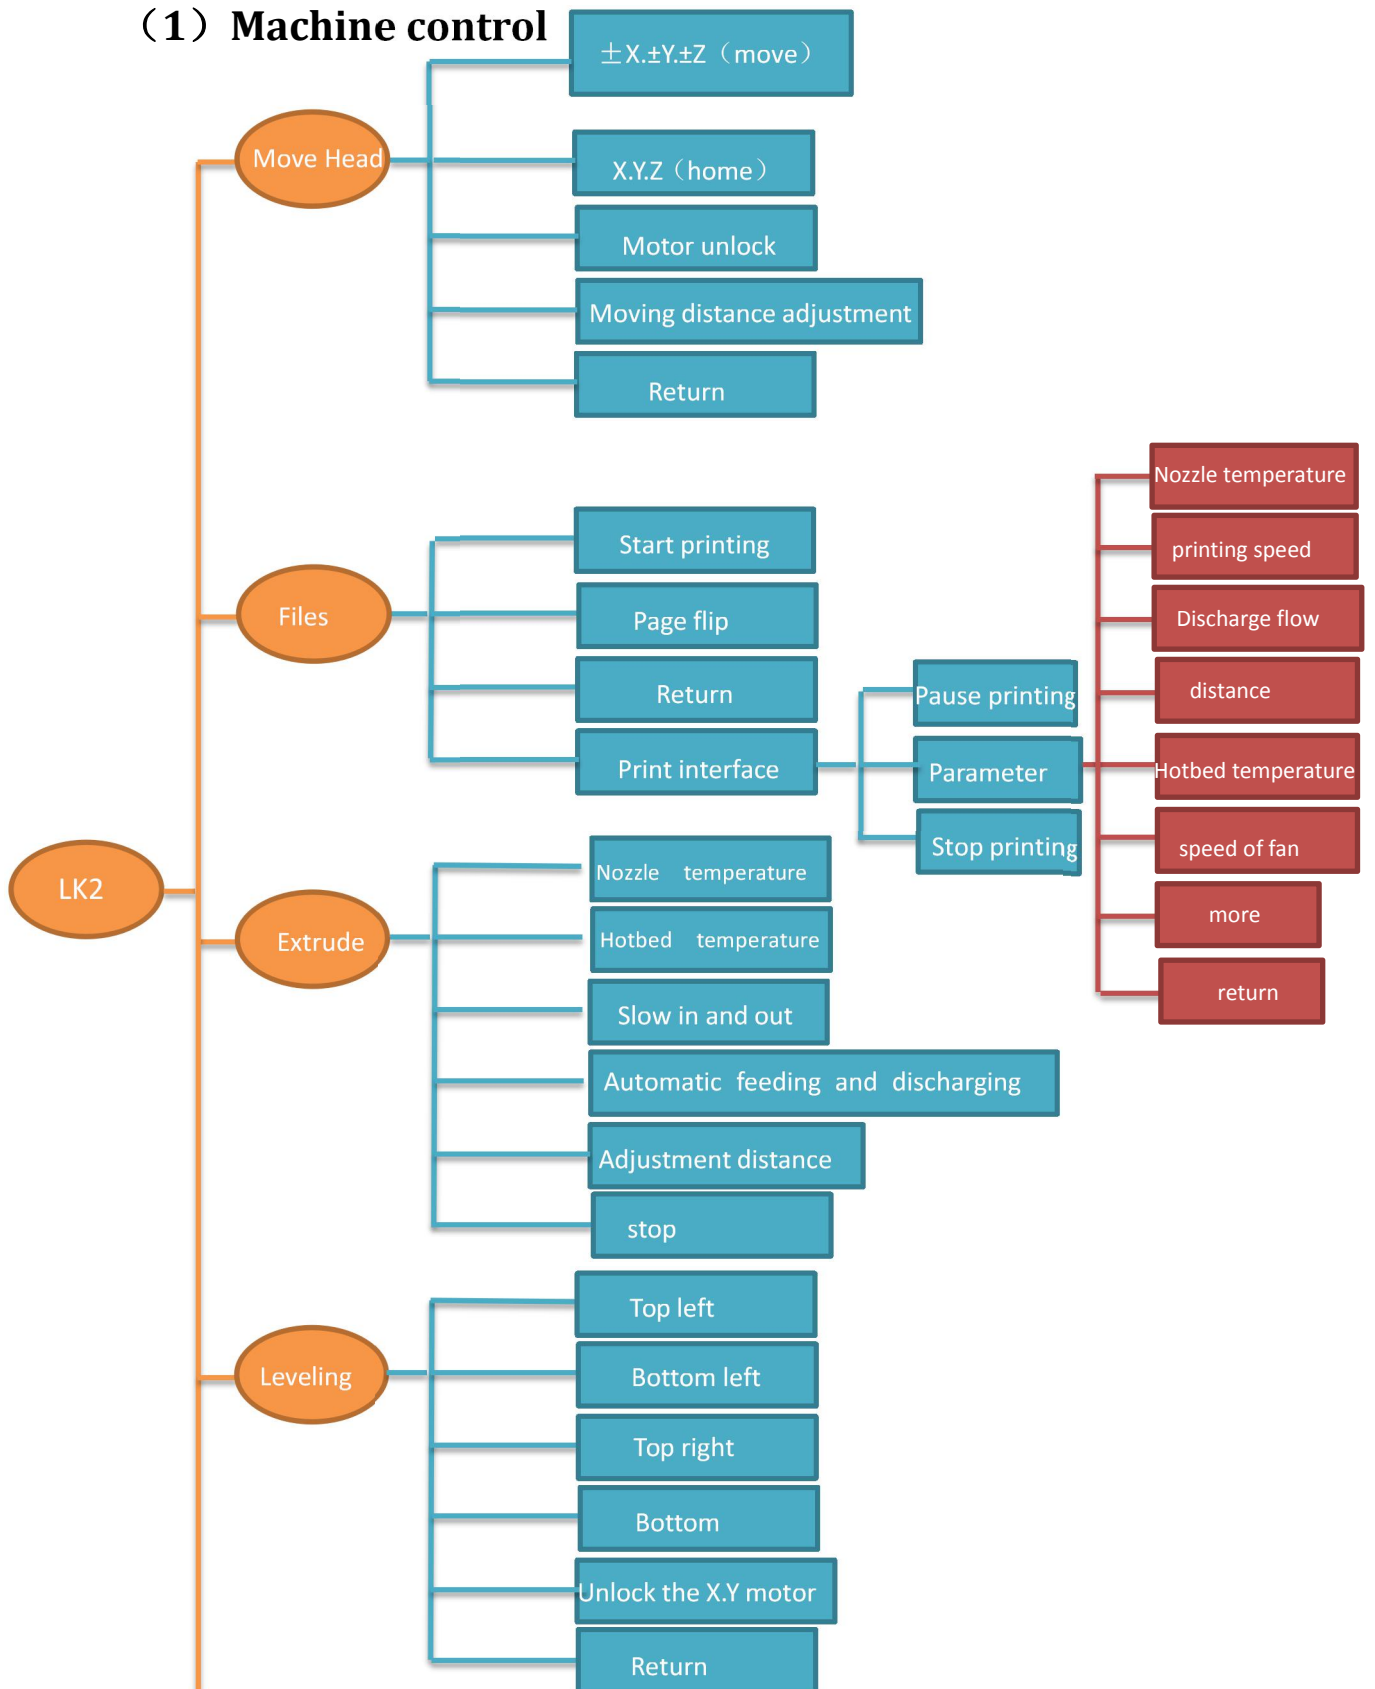 （1）Machine control
±X.±Y.±Z（move）
Move Head
X.Y.Z（home）
Motor unlock
Moving distance adjustment
Return
Nozzle temperature
printing speed
Start printing
Files
Page flip
Discharge flow
Return
Pause printing
distance
Print interface
Parameter
Hotbed temperature
Stop printing
speed of fan
LK2
Nozzle temperature
more
Extrude
Hotbed temperature
return
Slow in and out
Automatic feeding and discharging
Adjustment distance
stop
Top left
Leveling
Bottom left
Top right
Bottom
Unlock the X.Y motor
Return